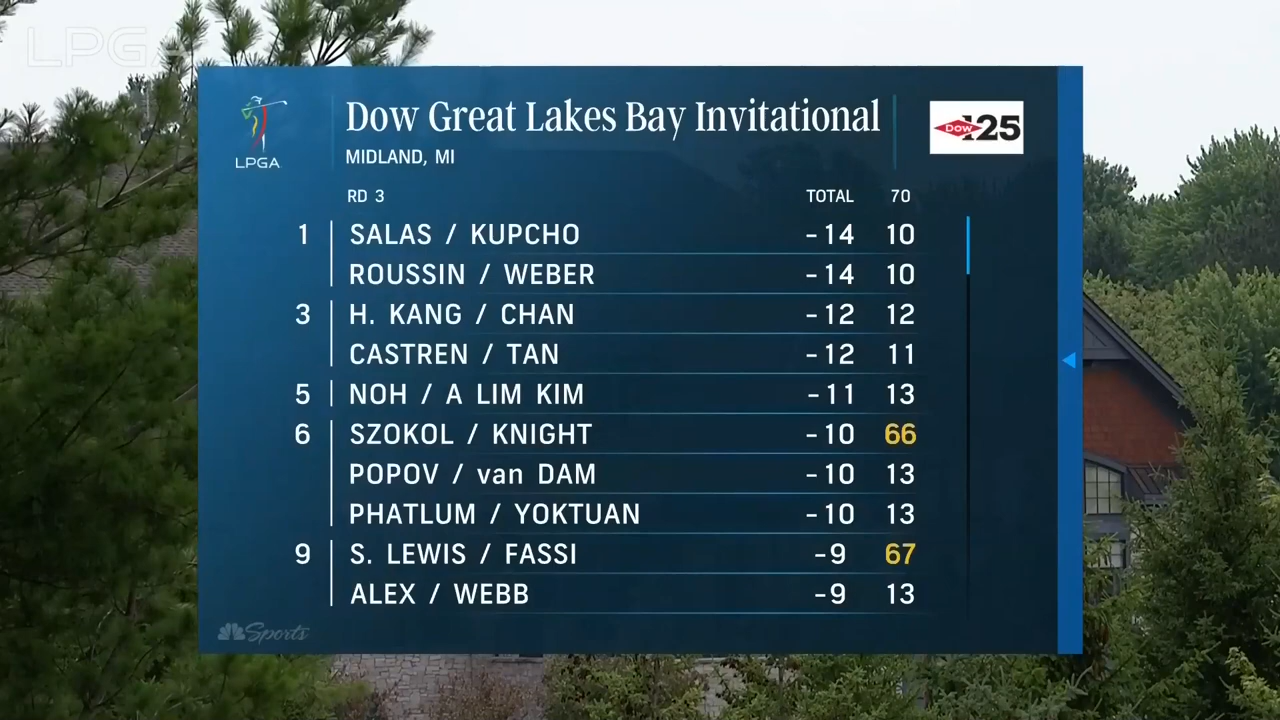 LPGA
Dow Great Lakes Bay Invitational
LPGA
MIDLAND, MI
Dow 125
RD 3 TOTAL 70
1 SALAS / KUPCHO -14 10
ROUSSIN / WEBER -14 10
3 H. KANG / CHAN -12 12
CASTREN / TAN -12 11
5 NOH / A LIM KIM -11 13
6 SZOKOL / KNIGHT -10 66
POPOV / van DAM -10 13
PHATLUM / YOKTUAN -10 13
9 S. LEWIS / FASSI -9 67
ALEX / WEBB -9 13
Sports